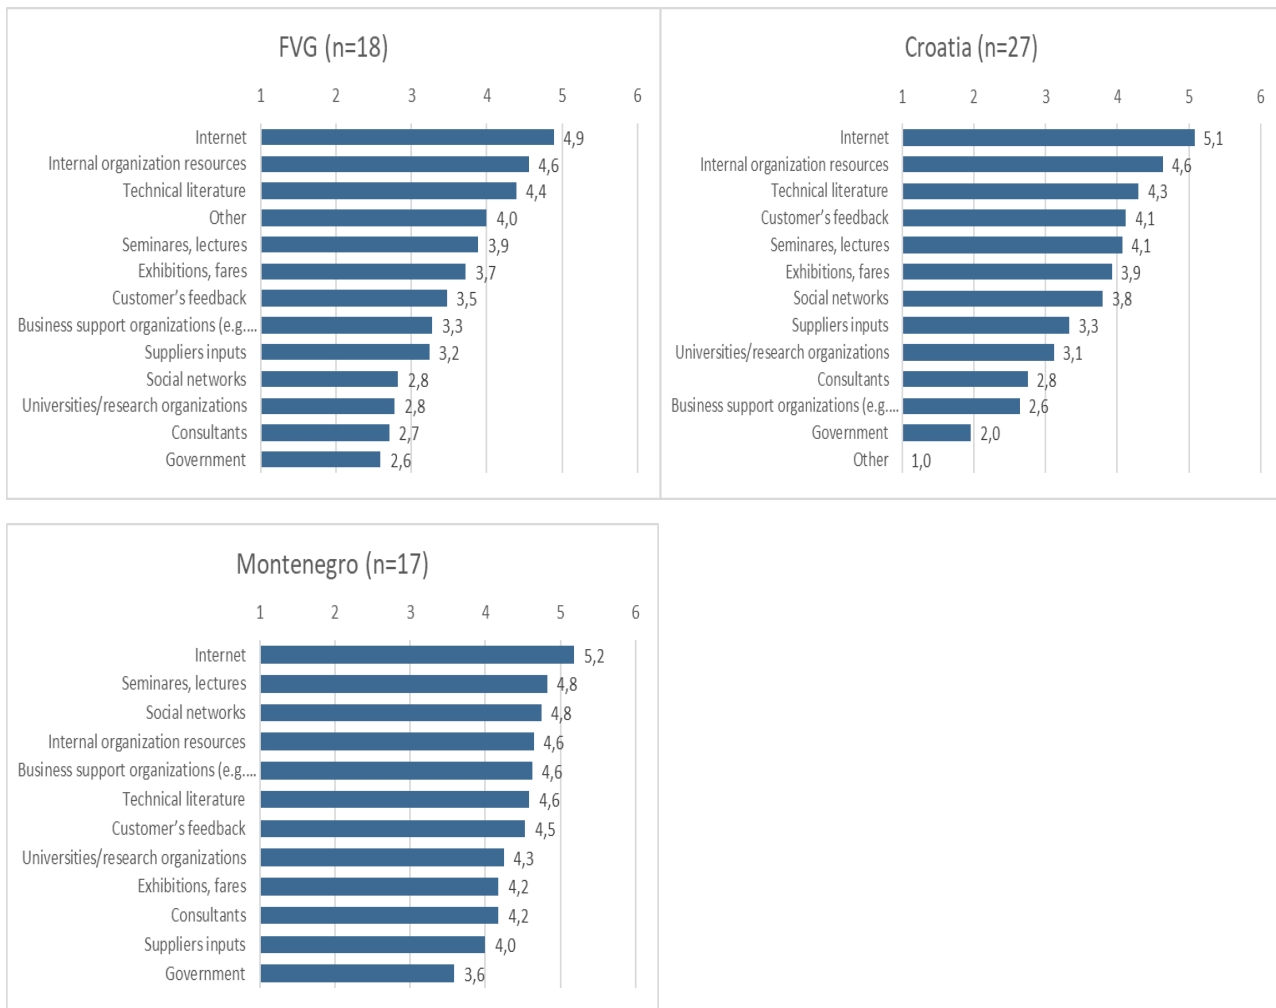 FVG (n=18)
1 2 3 4 5 6
Internet 4,9
Internal organization resources 4,6
Technical literature 4,4
Other 4,0
Seminares, lectures 3,9
Exhibitions, fares 3,7
Customer's feedback 3,5
Business support organizations (e.g.... 3,3
Suppliers inputs 3,2
Social networks 2,8
Universities/research organizations 2,8
Consultants 2,7
Government 2,6
Croatia (n=27)
1 2 3 4 5 6
Internet 5,1
Internal organization resources 4,6
Technical literature 4,3
Customer's feedback 4,1
Seminares, lectures 4,1
Exhibitions, fares 3,9
Social networks 3,8
Suppliers inputs 3,3
Universities/research organizations 3,1
Consultants 2,8
Business support organizations (e.g.... 2,6
Government 2,0
Other 1,0
Montenegro (n=17)
1 2 3 4 5 6
Internet 5,2
Seminares, lectures 4,8
Social networks 4,8
Internal organization resources 4,6
Business support organizations (e.g.... 4,6
Technical literature 4,6
Customer's feedback 4,5
Universities/research organizations 4,3
Exhibitions, fares 4,2
Consultants 4,2
Suppliers inputs 4,0
Government 3,6